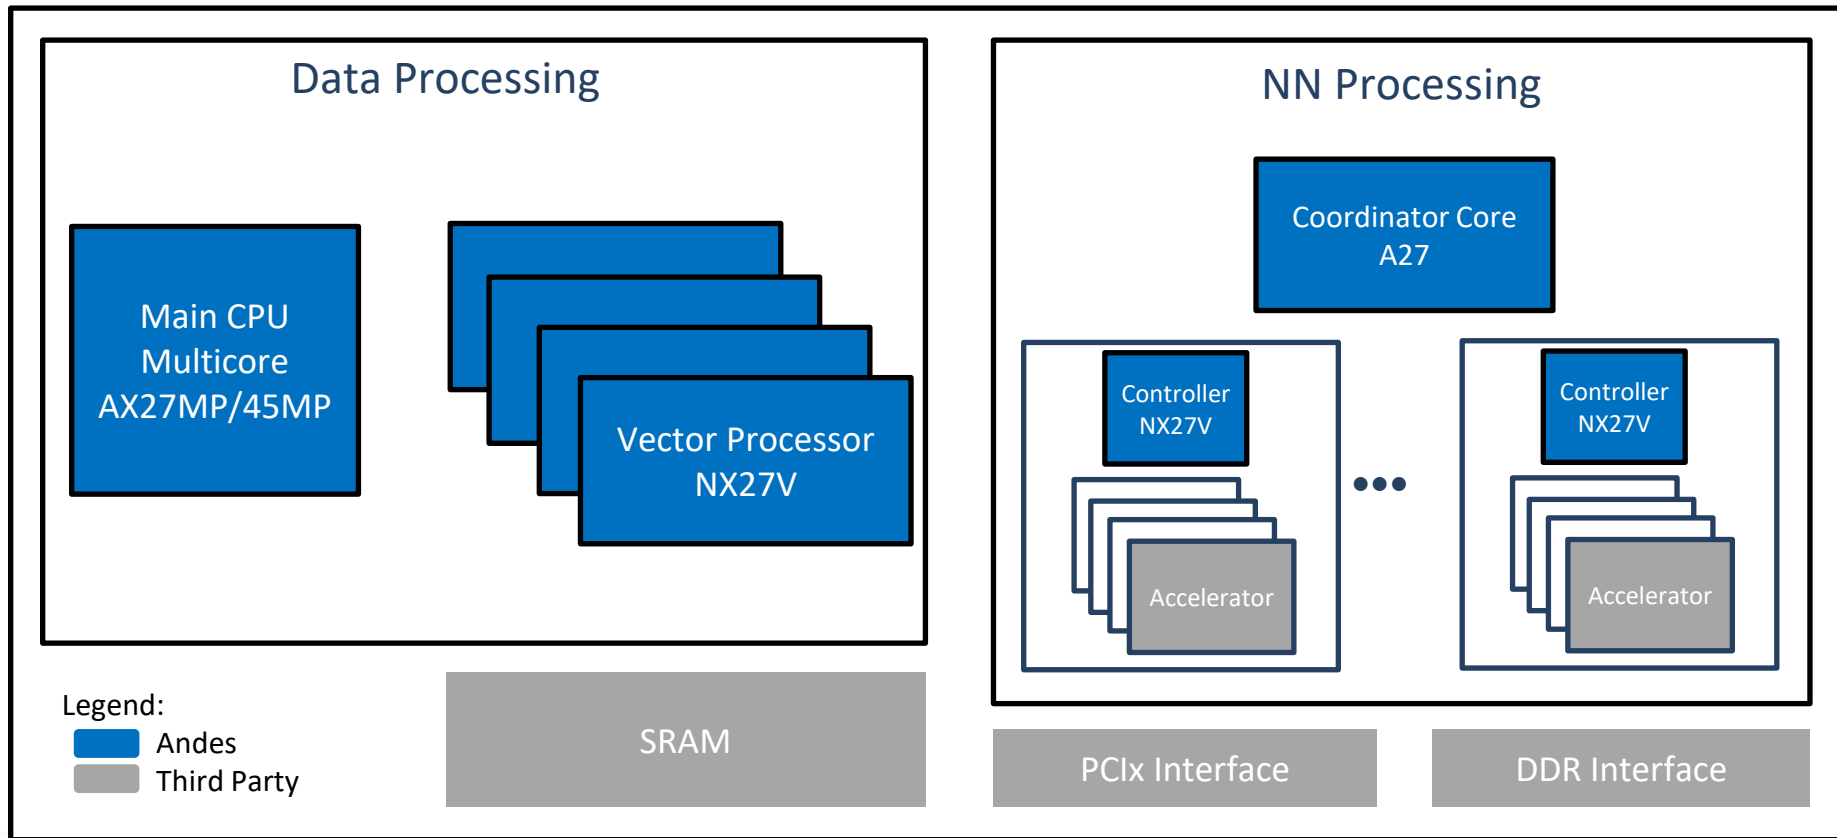 Data Processing
Main CPU
Multicore
AX27MP/45MP
Vector Processor
NX27V
NN Processing
Coordinator Core
A27
Controller
NX27V
Accelerator
•••
Controller
NX27V
Accelerator
Legend:
Andes
Third Party
SRAM
PCIx Interface
DDR Interface